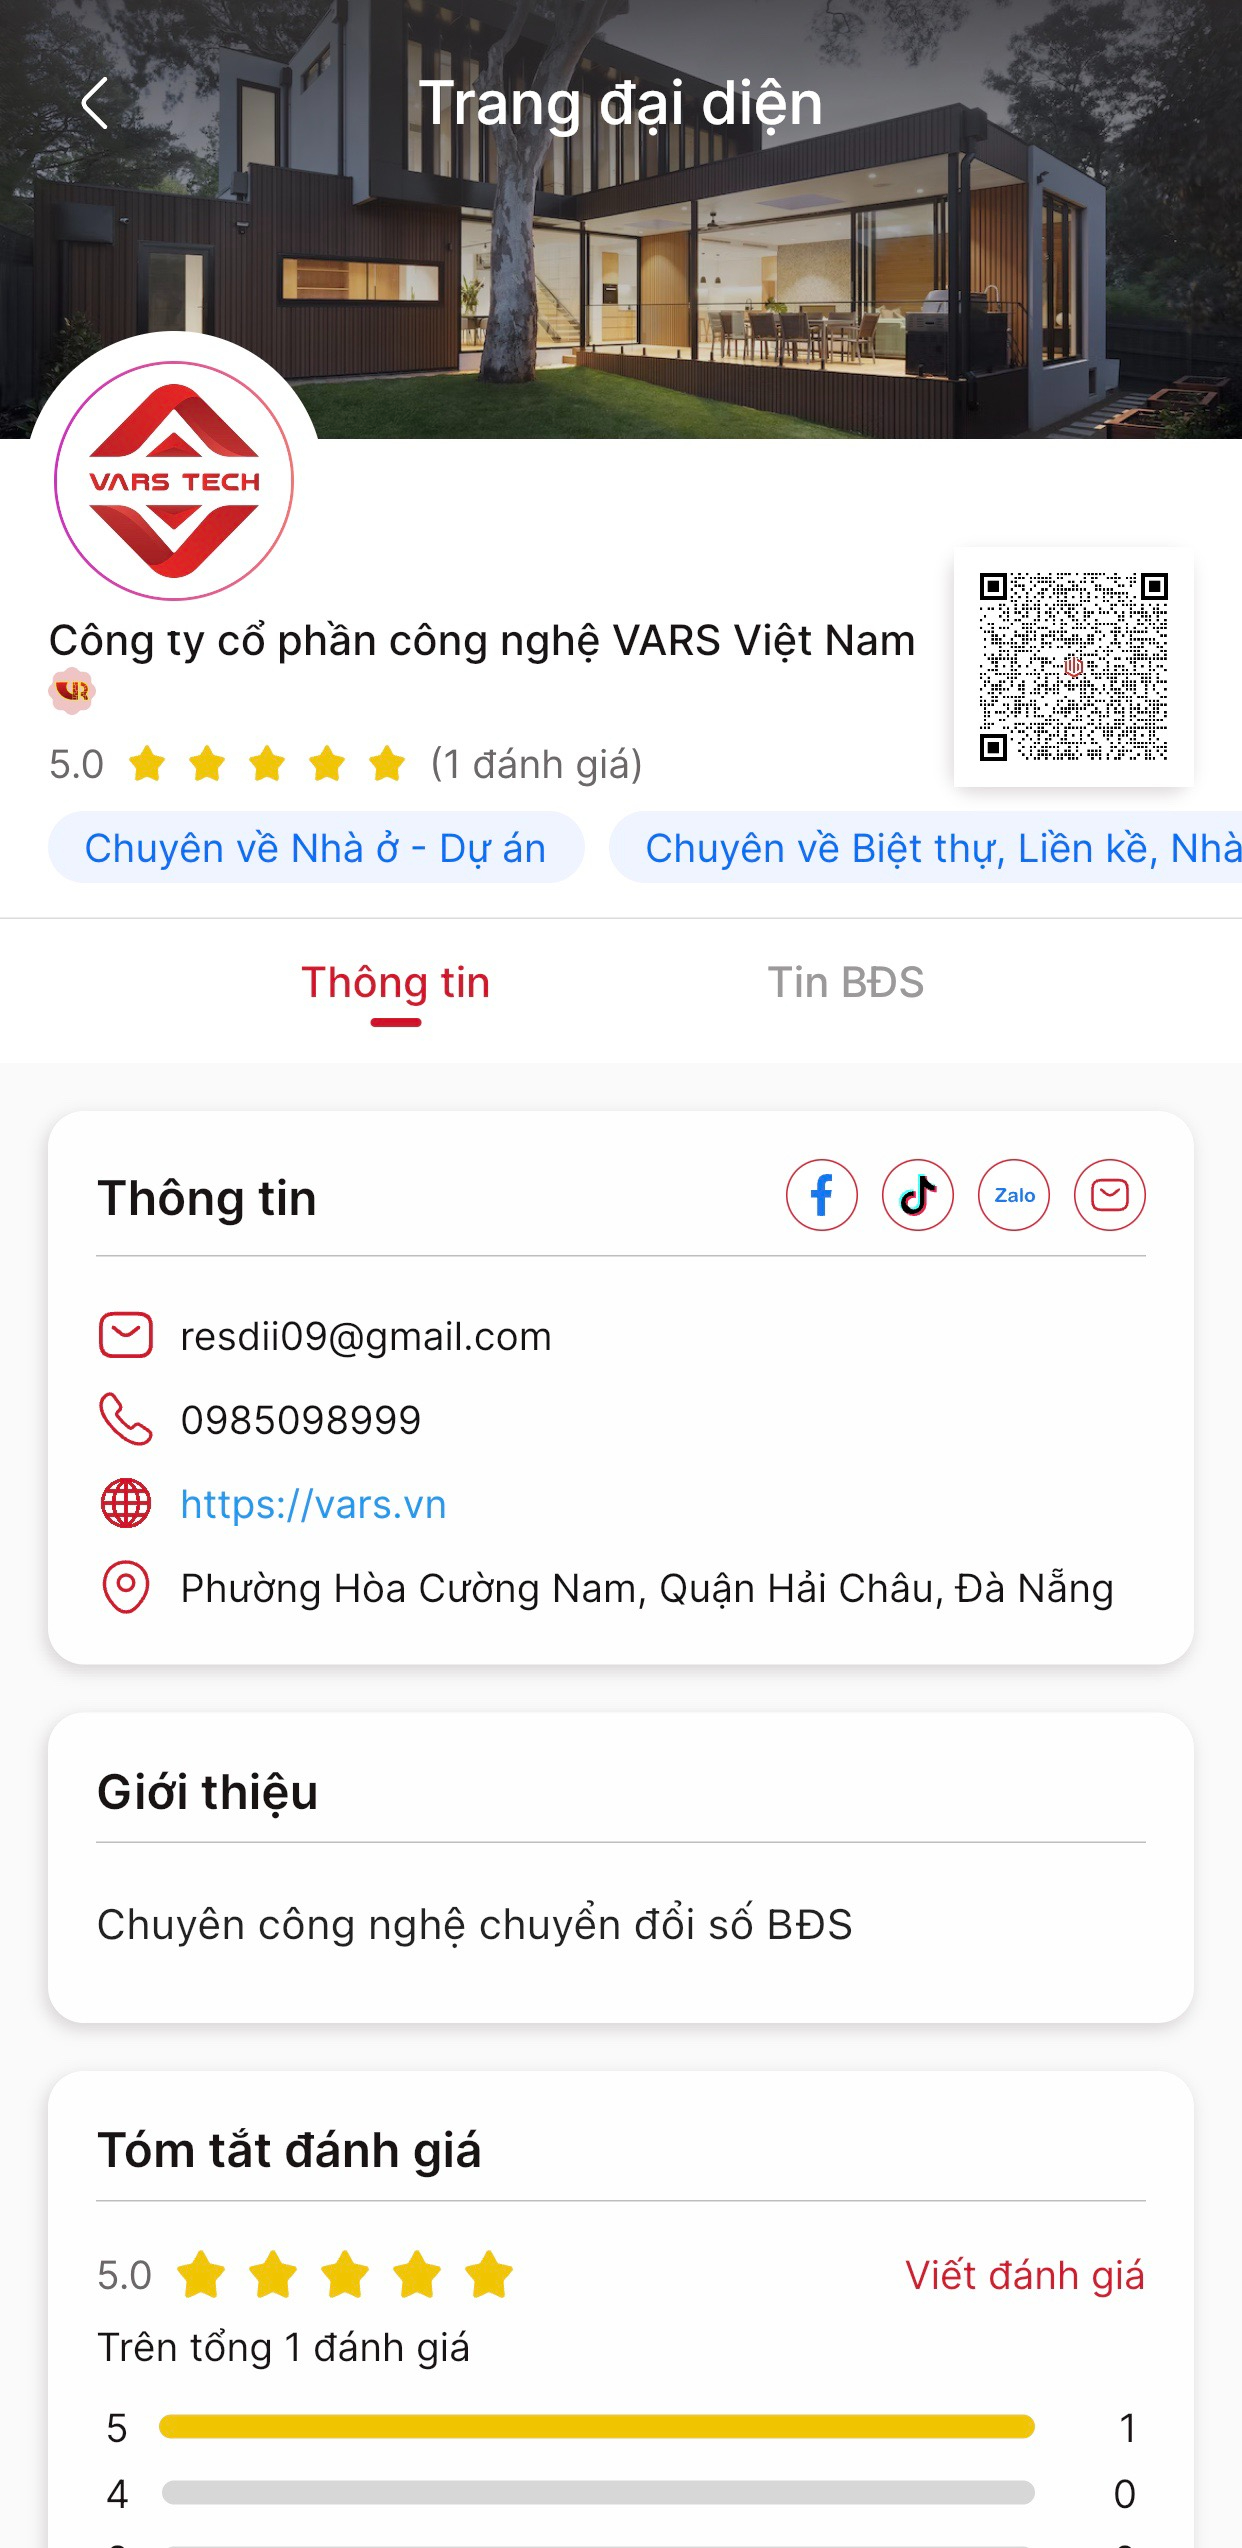 Trang đại diện
VARS TECH
Công ty cổ phần công nghệ VARS Việt Nam
5.0 (1 đánh giá)
Chuyên về Nhà ở - Dự án
Chuyên về Biệt thự, Liền kề, Nhà
Thông tin
Tin BĐS
Thông tin
Zalo
resdii09@gmail.com
0985098999
https://vars.vn
Phường Hòa Cường Nam, Quận Hải Châu, Đà Nẵng
Giới thiệu
Chuyên công nghệ chuyển đổi số BĐS
Tóm tắt đánh giá
5.0
Viết đánh giá
Trên tổng 1 đánh giá
5 1
4 0